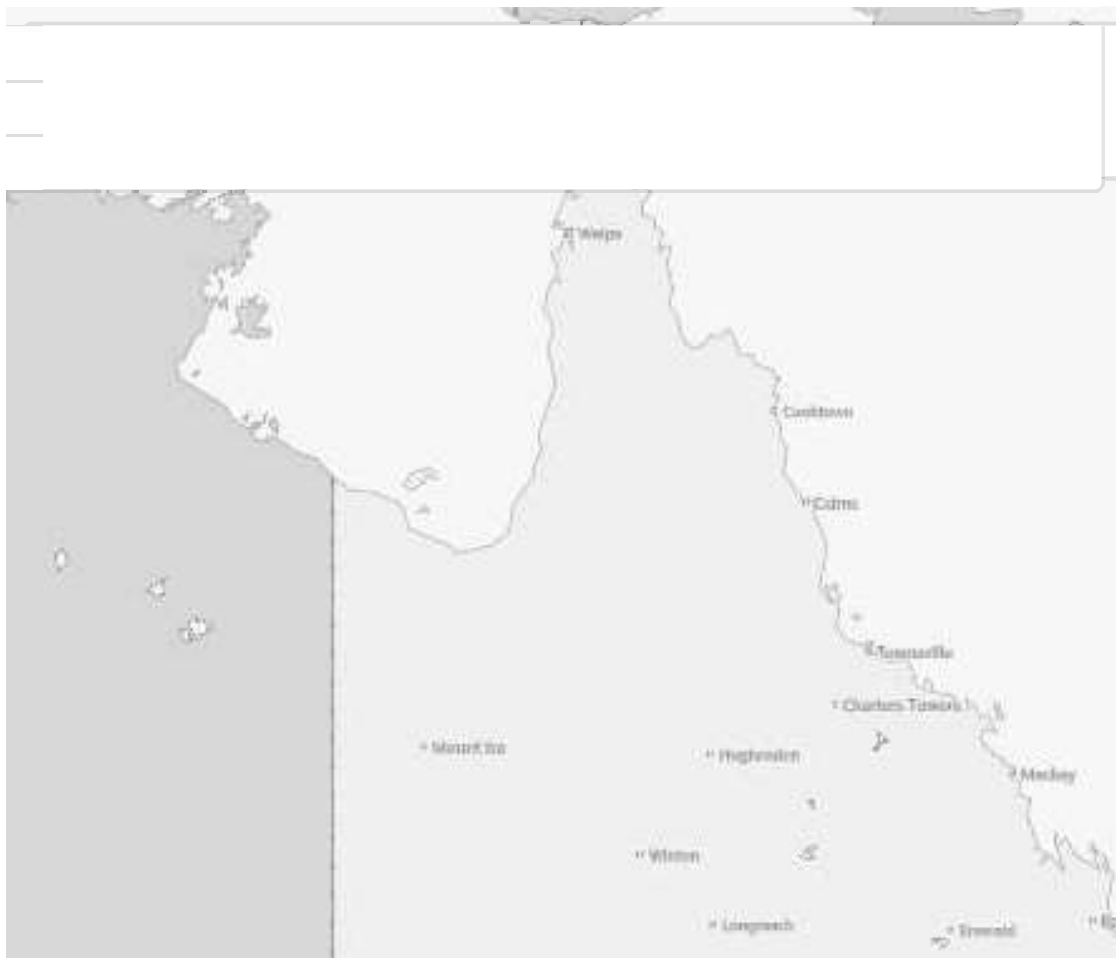 Weipa
Cooktown
Cairns
Townsville
Charters Towers
Mount Isa
Hughenden
Mackay
Winton
Longreach
Emerald